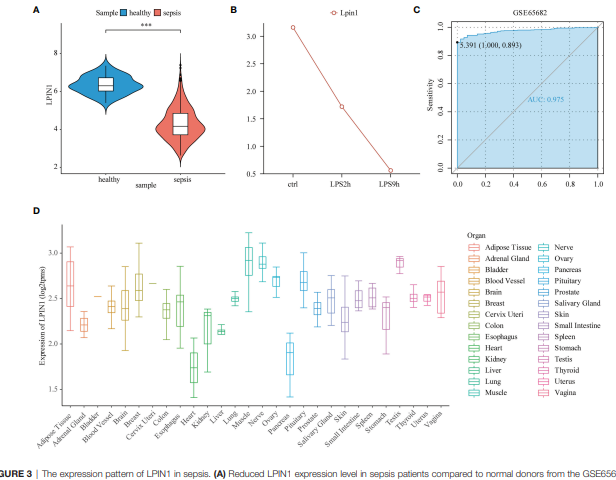 A
Sample healthy sepsis
***
LPIN1
8
6
4
2
healthy
sepsis
sample
B
Lpin1
3.0
2.5
2.0
1.5
1.0
0.5
ctrl
LPS2h
LPS9h
C
GSE65682
Sensitivity
1.0
0.8
0.6
0.4
0.2
0.0
5.391 (1.000, 0.893)
AUC: 0.975
0.0 0.2 0.4 0.6 0.8 1.0
D
Expression of LPIN1 (log2tpms)
3.0
2.5
2.0
1.5
Adipose Tissue
Adrenal Gland
Bladder
Blood Vessel
Brain
Breast
Cervix Uteri
Colon
Esophagus
Heart
Kidney
Liver
Lung
Muscle
Nerve
Ovary
Pancreas
Pituitary
Prostate
Salivary Gland
Skin
Small Intestine
Spleen
Stomach
Testis
Thyroid
Uterus
Vagina
Organ
Adipose Tissue Nerve
Adrenal Gland Ovary
Bladder Pancreas
Blood Vessel Pituitary
Brain Prostate
Breast Salivary Gland
Cervix Uteri Skin
Colon Small Intestine
Esophagus Spleen
Heart Stomach
Kidney Testis
Liver Thyroid
Lung Uterus
Muscle Vagina
GURE 3 | The expression pattern of LPIN1 in sepsis. (A) Reduced LPIN1 expression level in sepsis patients compared to normal donors from the GSE656